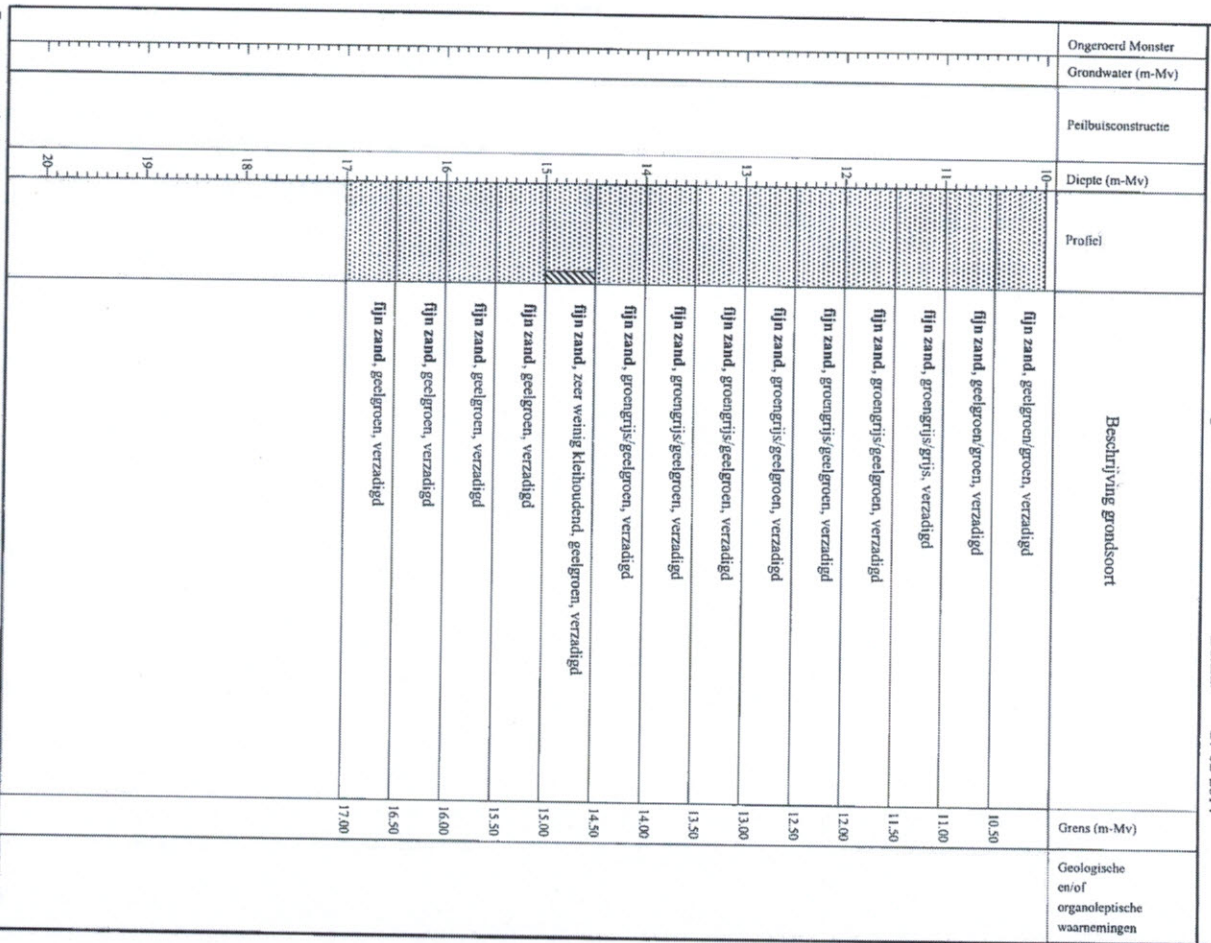 Ongeroerd Monster
Grondwater (m-Mv)
Peilbuisconstructie
Diepte (m-Mv)
Profiel
Beschrijving grondsoort
Grens (m-Mv)
Geologische
en/of
organoleptische
waarnemingen
10
fijn zand, geelgroen/groen, verzadigd
10.50
fijn zand, geelgroen/groen, verzadigd
11
11.00
fijn zand, groengrijs/grijs, verzadigd
11.50
fijn zand, groengrijs/geelgroen, verzadigd
12
12.00
fijn zand, groengrijs/geelgroen, verzadigd
12.50
fijn zand, groengrijs/geelgroen, verzadigd
13
13.00
fijn zand, groengrijs/geelgroen, verzadigd
13.50
fijn zand, groengrijs/geelgroen, verzadigd
14
14.00
fijn zand, groengrijs/geelgroen, verzadigd
14.50
fijn zand, zeer weinig kleihoudend, geelgroen, verzadigd
15
15.00
fijn zand, geelgroen, verzadigd
15.50
fijn zand, geelgroen, verzadigd
16
16.00
fijn zand, geelgroen, verzadigd
16.50
fijn zand, geelgroen, verzadigd
17
17.00
18
19
20